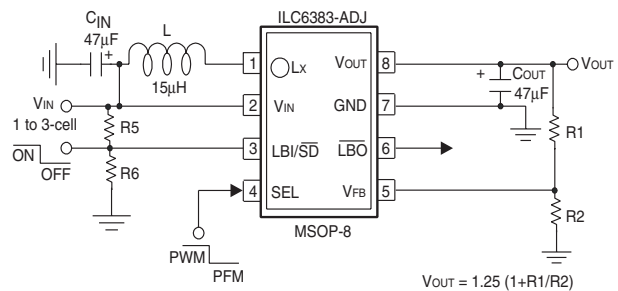 ILC6383-ADJ
CIN
47µF
+
L
15µH
1
LX
VOUT
8
+
COUT
47µF
VOUT
VIN
1 to 3-cell
R5
2
VIN
GND
7
R1
ON
OFF
R6
3
LBI/SD
LBO
6
4
SEL
VFB
5
R2
MSOP-8
PWM
PFM
VOUT = 1.25 (1+R1/R2)